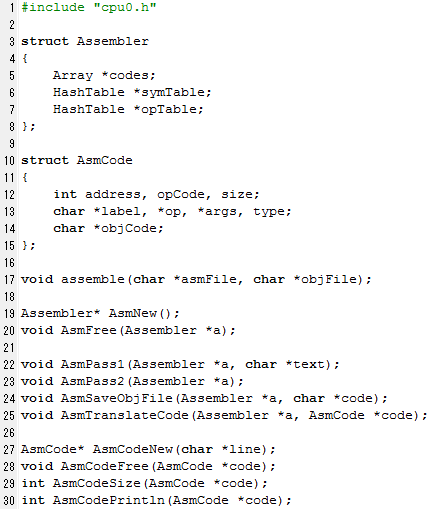 1 #include "cpu0.h"
2
3 struct Assembler
4 {
5     Array *codes;
6     HashTable *symTable;
7     HashTable *opTable;
8 };
9
10 struct AsmCode
11 {
12     int address, opCode, size;
13     char *label, *op, *args, type;
14     char *objCode;
15 };
16
17 void assemble(char *asmFile, char *objFile);
18
19 Assembler* AsmNew();
20 void AsmFree(Assembler *a);
21
22 void AsmPass1(Assembler *a, char *text);
23 void AsmPass2(Assembler *a);
24 void AsmSaveObjFile(Assembler *a, char *code);
25 void AsmTranslateCode(Assembler *a, AsmCode *code);
26
27 AsmCode* AsmCodeNew(char *line);
28 void AsmCodeFree(AsmCode *code);
29 int AsmCodeSize(AsmCode *code);
30 int AsmCodePrintln(AsmCode *code);